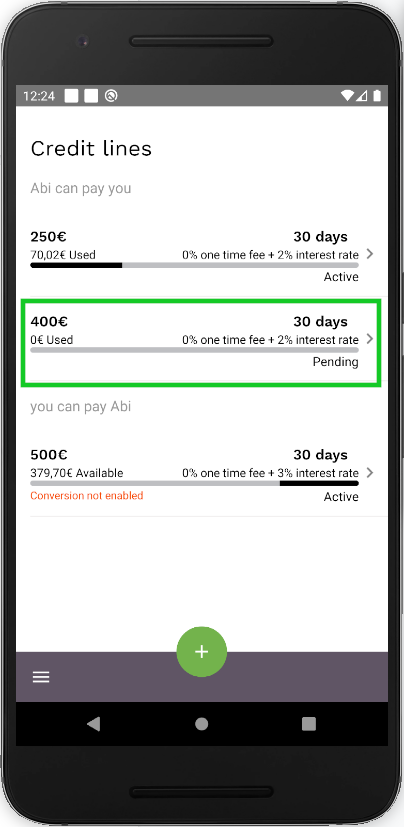 12:24
Credit lines
Abi can pay you
250€ 30 days
70,02€ Used 0% one time fee + 2% interest rate
Active
400€ 30 days
0€ Used 0% one time fee + 2% interest rate
Pending
you can pay Abi
500€ 30 days
379,70€ Available 0% one time fee + 3% interest rate
Conversion not enabled Active
+